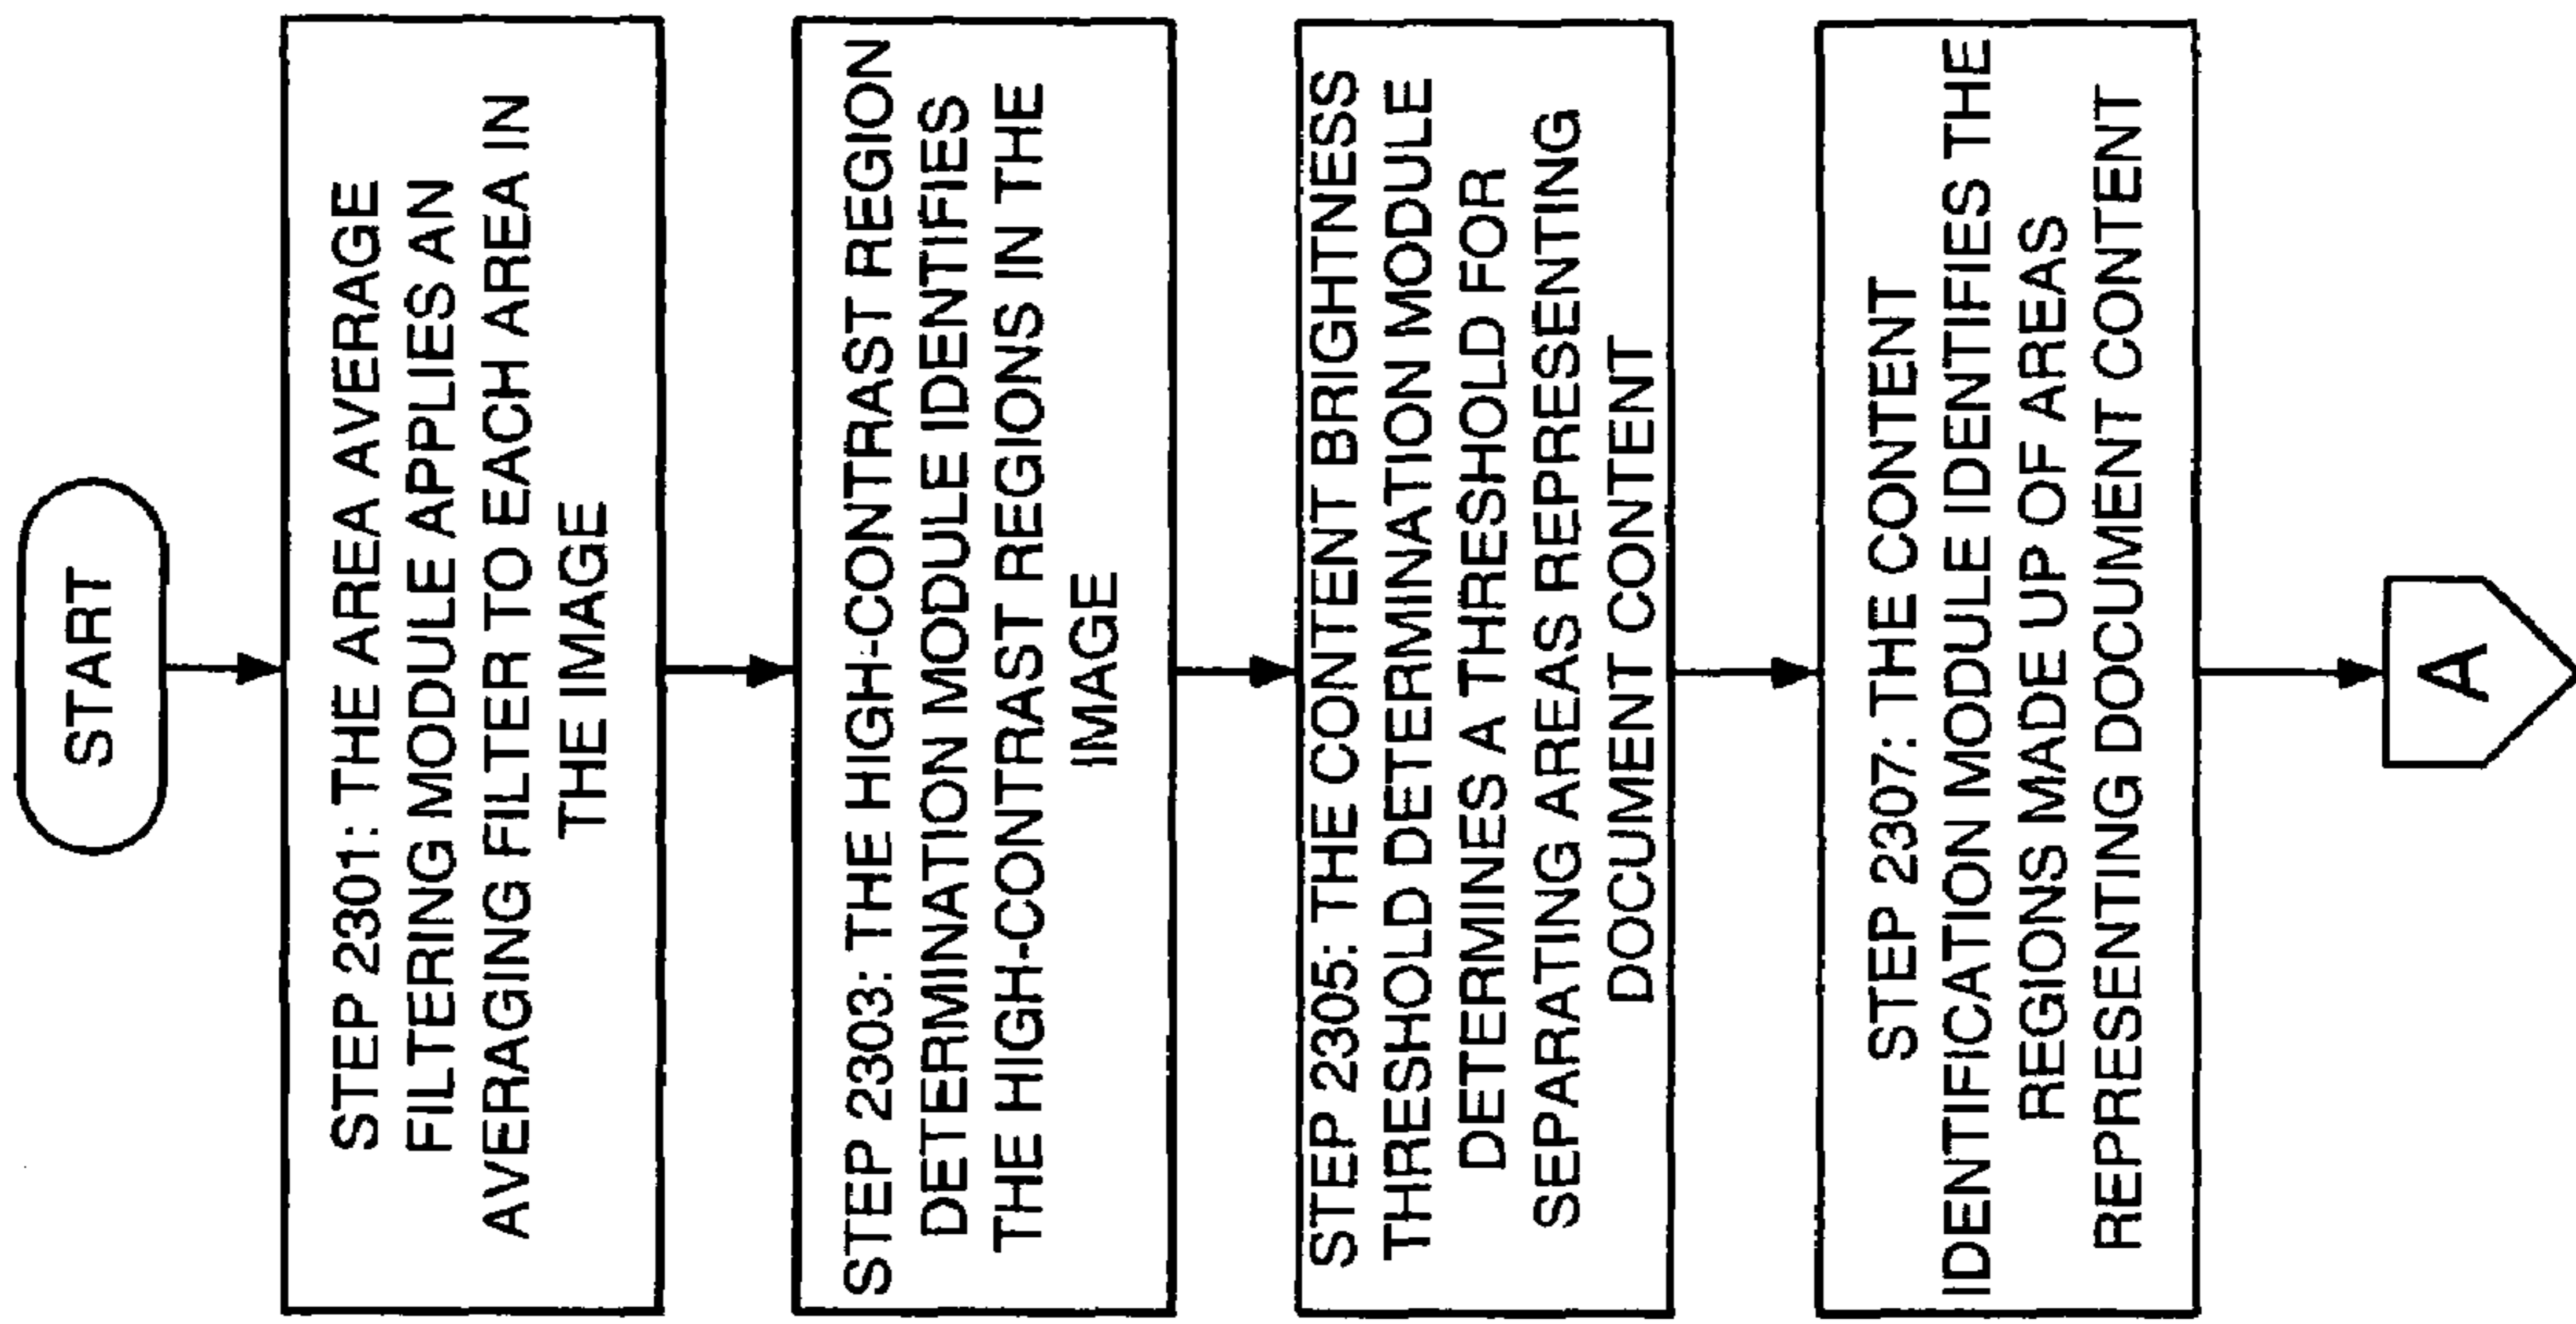 START
STEP 2301: THE AREA AVERAGE
FILTERING MODULE APPLIES AN
AVERAGING FILTER TO EACH AREA IN
THE IMAGE
STEP 2303: THE HIGH-CONTRAST REGION
DETERMINATION MODULE IDENTIFIES
THE HIGH-CONTRAST REGIONS IN THE
IMAGE
STEP 2305: THE CONTENT BRIGHTNESS
THRESHOLD DETERMINATION MODULE
DETERMINES A THRESHOLD FOR
SEPARATING AREAS REPRESENTING
DOCUMENT CONTENT
STEP 2307: THE CONTENT
IDENTIFICATION MODULE IDENTIFIES THE
REGIONS MADE UP OF AREAS
REPRESENTING DOCUMENT CONTENT
A